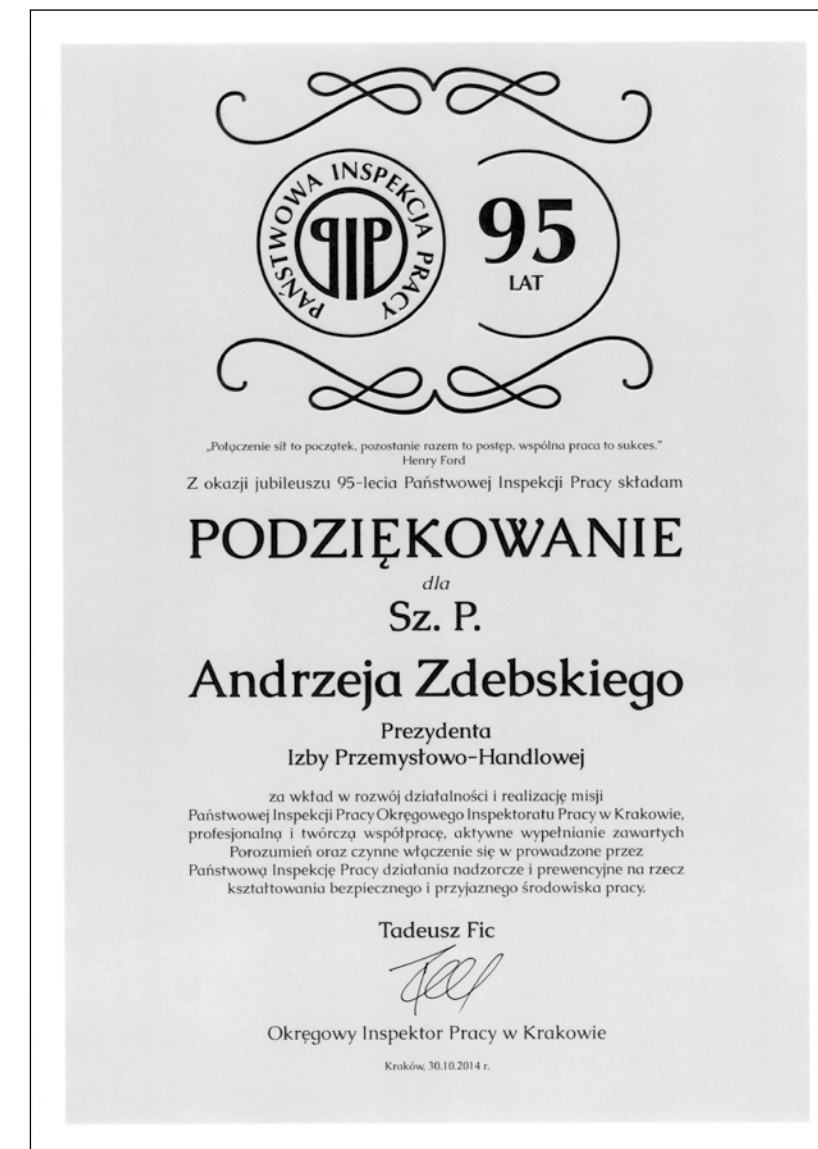 PAŃSTWOWA INSPEKCJA PRACY
PIP
95
LAT
„Połączenie sił to początek, pozostanie razem to postęp, wspólna praca to sukces."
Henry Ford
Z okazji jubileuszu 95-lecia Państwowej Inspekcji Pracy składam
PODZIĘKOWANIE
dla
Sz. P.
Andrzeja Zdebskiego
Prezydenta
Izby Przemysłowo-Handlowej
za wkład w rozwój działalności i realizację misji
Państwowej Inspekcji Pracy Okręgowego Inspektoratu Pracy w Krakowie,
profesjonalną i twórczą współpracę, aktywne wypełnianie zawartych
Porozumień oraz czynne włączenie się w prowadzone przez
Państwową Inspekcję Pracy działania nadzorcze i prewencyjne na rzecz
kształtowania bezpiecznego i przyjaznego środowiska pracy.
Tadeusz Fic
Okręgowy Inspektor Pracy w Krakowie
Kraków, 30.10.2014 r.